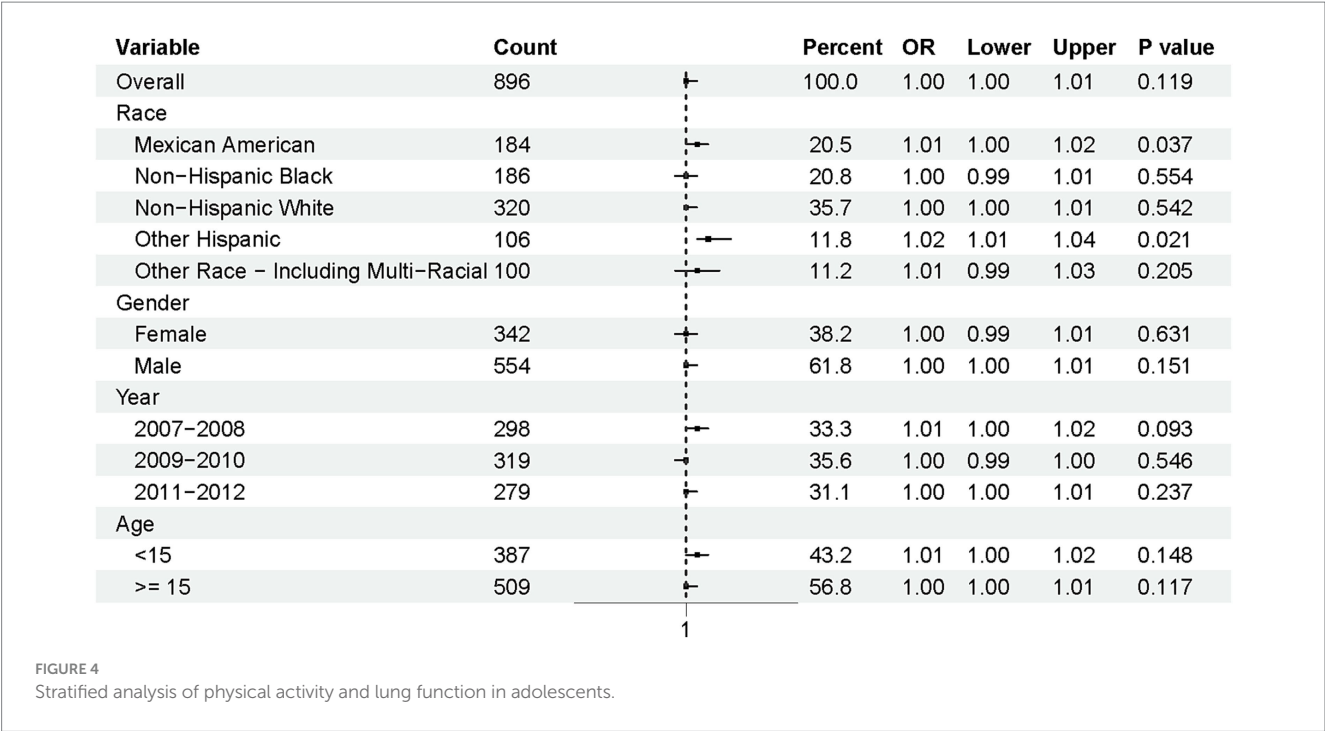 Variable Count Percent OR Lower Upper P value
Overall 896 100.0 1.00 1.00 1.01 0.119
Race
Mexican American 184 20.5 1.01 1.00 1.02 0.037
Non−Hispanic Black 186 20.8 1.00 0.99 1.01 0.554
Non−Hispanic White 320 35.7 1.00 1.00 1.01 0.542
Other Hispanic 106 11.8 1.02 1.01 1.04 0.021
Other Race − Including Multi−Racial 100 11.2 1.01 0.99 1.03 0.205
Gender
Female 342 38.2 1.00 0.99 1.01 0.631
Male 554 61.8 1.00 1.00 1.01 0.151
Year
2007−2008 298 33.3 1.01 1.00 1.02 0.093
2009−2010 319 35.6 1.00 0.99 1.00 0.546
2011−2012 279 31.1 1.00 1.00 1.01 0.237
Age
<15 387 43.2 1.01 1.00 1.02 0.148
>= 15 509 56.8 1.00 1.00 1.01 0.117
1
FIGURE 4
Stratified analysis of physical activity and lung function in adolescents.